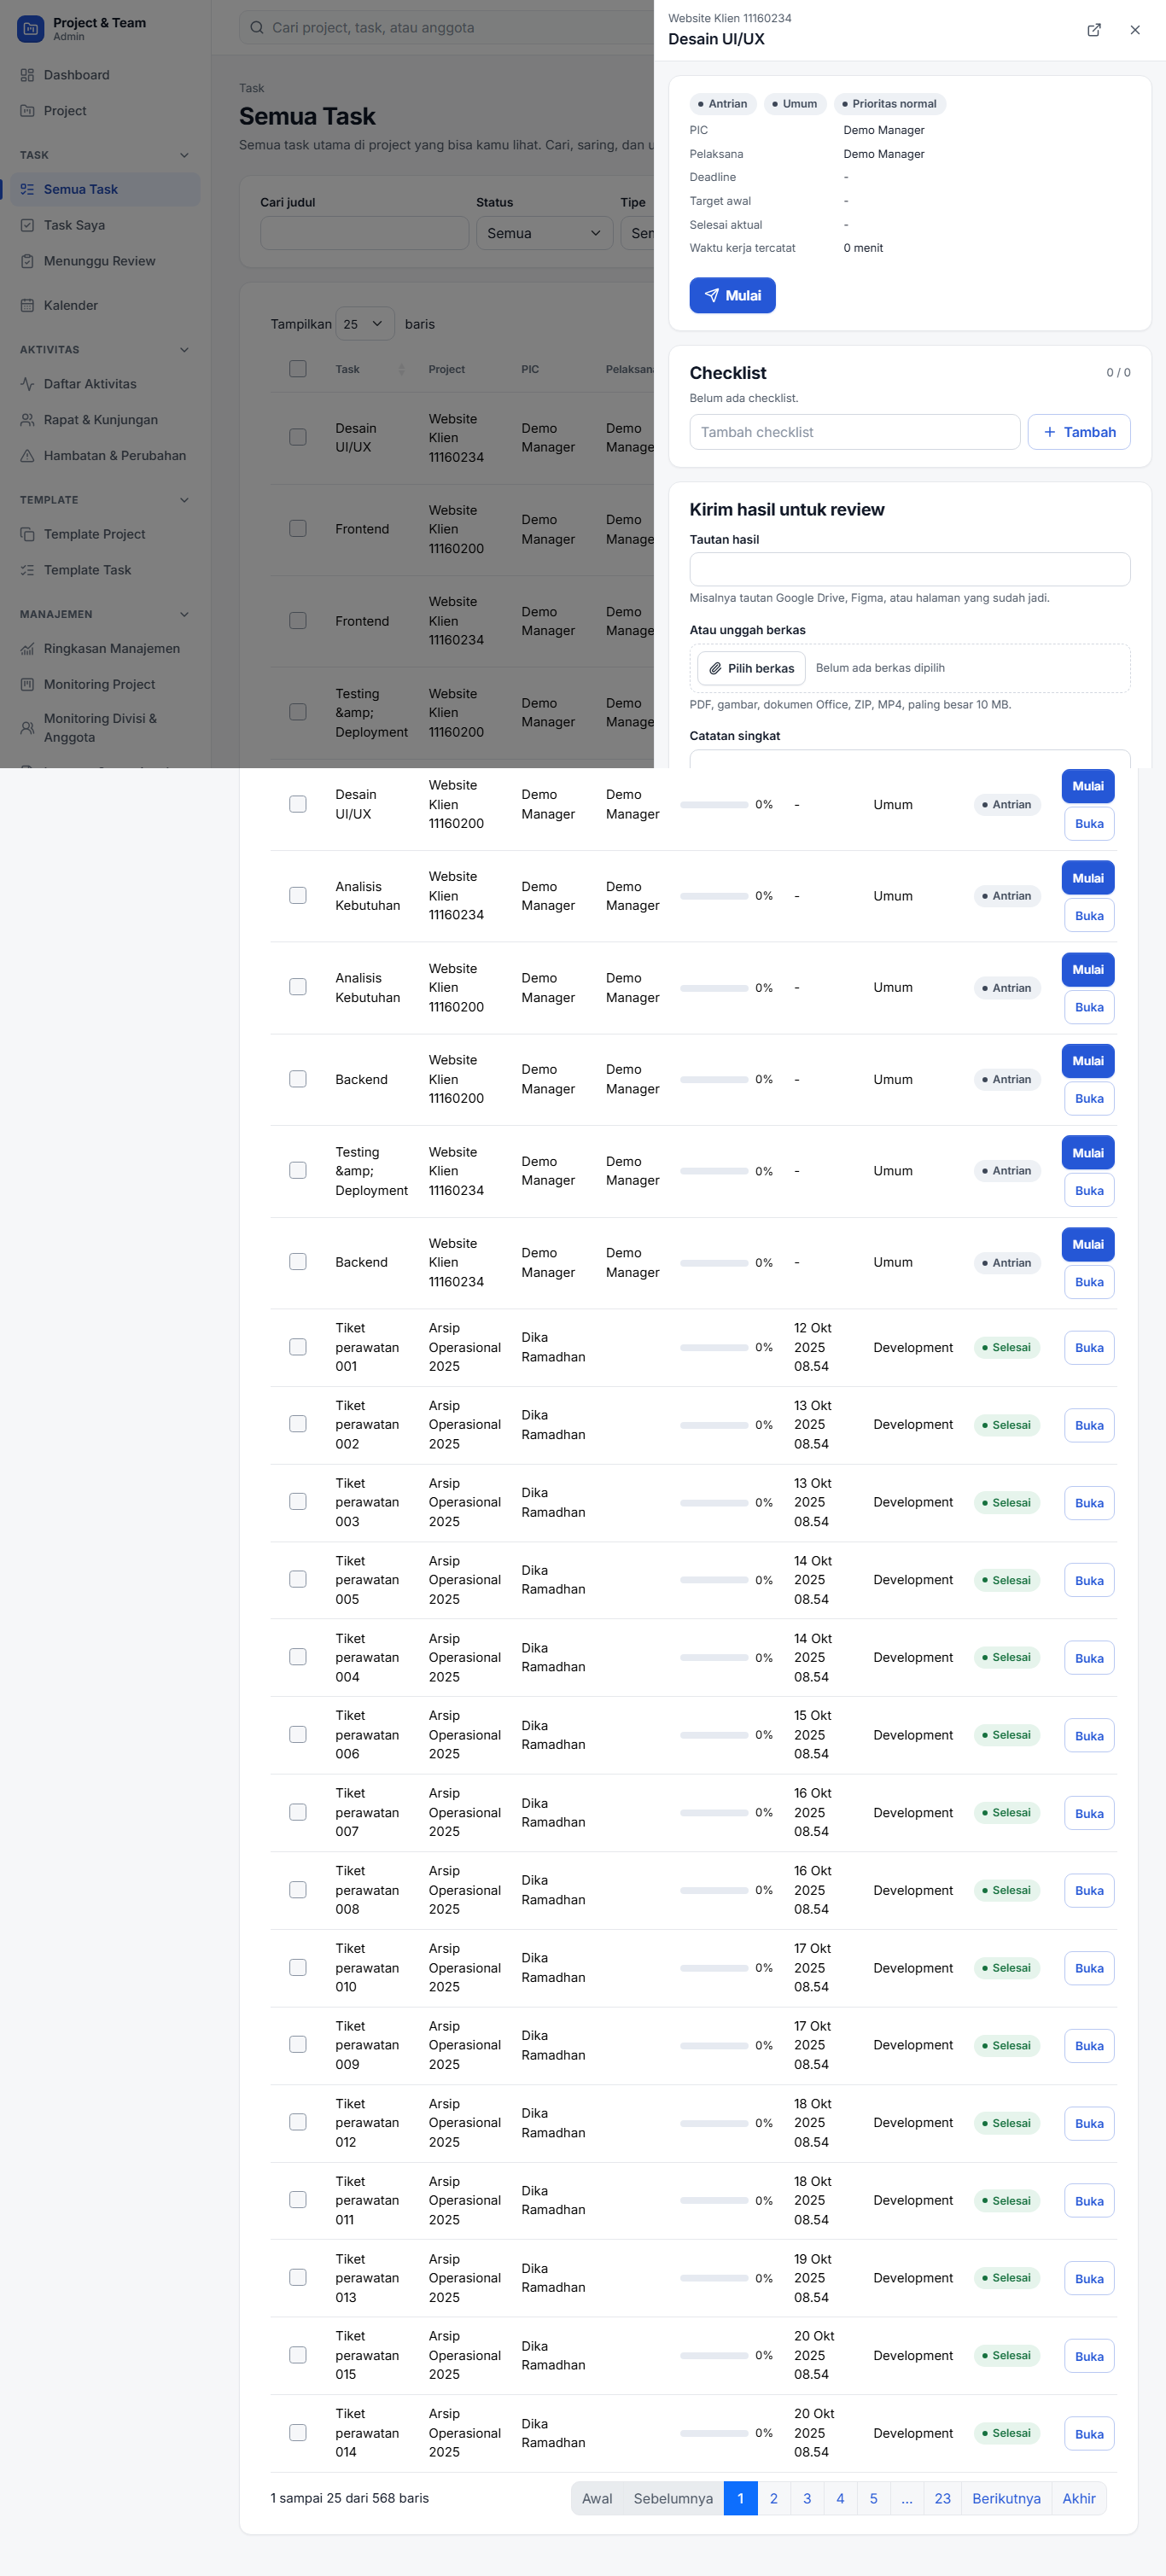 Project & Team
Admin
Dashboard
Project
TASK
Semua Task
Task Saya
Menunggu Review
Kalender
AKTIVITAS
Daftar Aktivitas
Rapat & Kunjungan
Hambatan & Perubahan
TEMPLATE
Template Project
Template Task
MANAJEMEN
Ringkasan Manajemen
Monitoring Project
Monitoring Divisi &
Anggota
Cari project, task, atau anggota
Task
Semua Task
Semua task utama di project yang bisa kamu lihat. Cari, saring, dan u
Cari judul
Status
Tipe
Semua
Sem
Tampilkan 25 baris
Task Project PIC Pelaksana
Desain UI/UX Website Klien 11160234 Demo Manager Demo Manage
Frontend Website Klien 11160200 Demo Manager Demo Manage
Frontend Website Klien 11160234 Demo Manager Demo Manage
Testing &amp; Deployment Website Klien 11160200 Demo Manager Demo Manage
Website Klien 11160234
Desain UI/UX
Antrian Umum Prioritas normal
PIC Demo Manager
Pelaksana Demo Manager
Deadline -
Target awal -
Selesai aktual -
Waktu kerja tercatat 0 menit
Mulai
Checklist 0 / 0
Belum ada checklist.
Tambah checklist
Tambah
Kirim hasil untuk review
Tautan hasil
Misalnya tautan Google Drive, Figma, atau halaman yang sudah jadi.
Atau unggah berkas
Pilih berkas Belum ada berkas dipilih
PDF, gambar, dokumen Office, ZIP, MP4, paling besar 10 MB.
Catatan singkat
Desain UI/UX Website Klien 11160200 Demo Manager Demo Manager 0% - Umum Antrian Mulai Buka
Analisis Kebutuhan Website Klien 11160234 Demo Manager Demo Manager 0% - Umum Antrian Mulai Buka
Analisis Kebutuhan Website Klien 11160200 Demo Manager Demo Manager 0% - Umum Antrian Mulai Buka
Backend Website Klien 11160200 Demo Manager Demo Manager 0% - Umum Antrian Mulai Buka
Testing &amp; Deployment Website Klien 11160234 Demo Manager Demo Manager 0% - Umum Antrian Mulai Buka
Backend Website Klien 11160234 Demo Manager Demo Manager 0% - Umum Antrian Mulai Buka
Tiket perawatan 001 Arsip Operasional 2025 Dika Ramadhan 0% 12 Okt 2025 08.54 Development Selesai Buka
Tiket perawatan 002 Arsip Operasional 2025 Dika Ramadhan 0% 13 Okt 2025 08.54 Development Selesai Buka
Tiket perawatan 003 Arsip Operasional 2025 Dika Ramadhan 0% 13 Okt 2025 08.54 Development Selesai Buka
Tiket perawatan 005 Arsip Operasional 2025 Dika Ramadhan 0% 14 Okt 2025 08.54 Development Selesai Buka
Tiket perawatan 004 Arsip Operasional 2025 Dika Ramadhan 0% 14 Okt 2025 08.54 Development Selesai Buka
Tiket perawatan 006 Arsip Operasional 2025 Dika Ramadhan 0% 15 Okt 2025 08.54 Development Selesai Buka
Tiket perawatan 007 Arsip Operasional 2025 Dika Ramadhan 0% 16 Okt 2025 08.54 Development Selesai Buka
Tiket perawatan 008 Arsip Operasional 2025 Dika Ramadhan 0% 16 Okt 2025 08.54 Development Selesai Buka
Tiket perawatan 010 Arsip Operasional 2025 Dika Ramadhan 0% 17 Okt 2025 08.54 Development Selesai Buka
Tiket perawatan 009 Arsip Operasional 2025 Dika Ramadhan 0% 17 Okt 2025 08.54 Development Selesai Buka
Tiket perawatan 012 Arsip Operasional 2025 Dika Ramadhan 0% 18 Okt 2025 08.54 Development Selesai Buka
Tiket perawatan 011 Arsip Operasional 2025 Dika Ramadhan 0% 18 Okt 2025 08.54 Development Selesai Buka
Tiket perawatan 013 Arsip Operasional 2025 Dika Ramadhan 0% 19 Okt 2025 08.54 Development Selesai Buka
Tiket perawatan 015 Arsip Operasional 2025 Dika Ramadhan 0% 20 Okt 2025 08.54 Development Selesai Buka
Tiket perawatan 014 Arsip Operasional 2025 Dika Ramadhan 0% 20 Okt 2025 08.54 Development Selesai Buka
1 sampai 25 dari 568 baris
Awal Sebelumnya 1 2 3 4 5 ... 23 Berikutnya Akhir